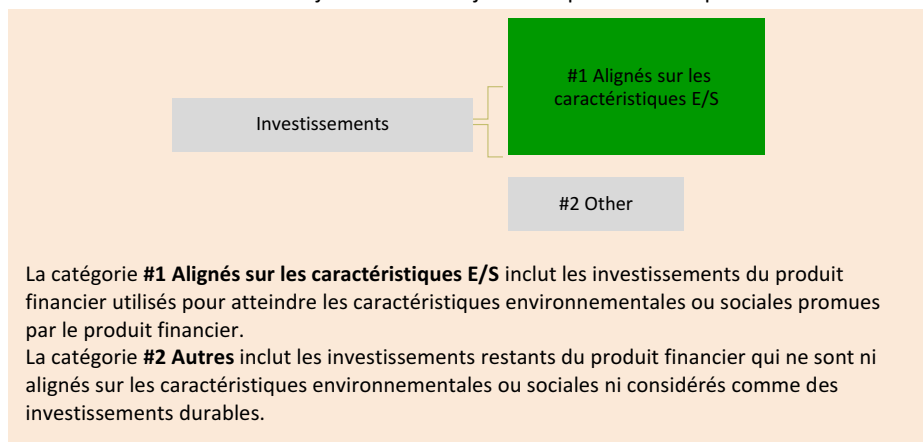 #1 Alignés sur les
caractéristiques E/S
Investissements
#2 Other
La catégorie #1 Alignés sur les caractéristiques E/S inclut les investissements du produit
financier utilisés pour atteindre les caractéristiques environnementales ou sociales promues
par le produit financier.
La catégorie #2 Autres inclut les investissements restants du produit financier qui ne sont ni
alignés sur les caractéristiques environnementales ou sociales ni considérés comme des
investissements durables.